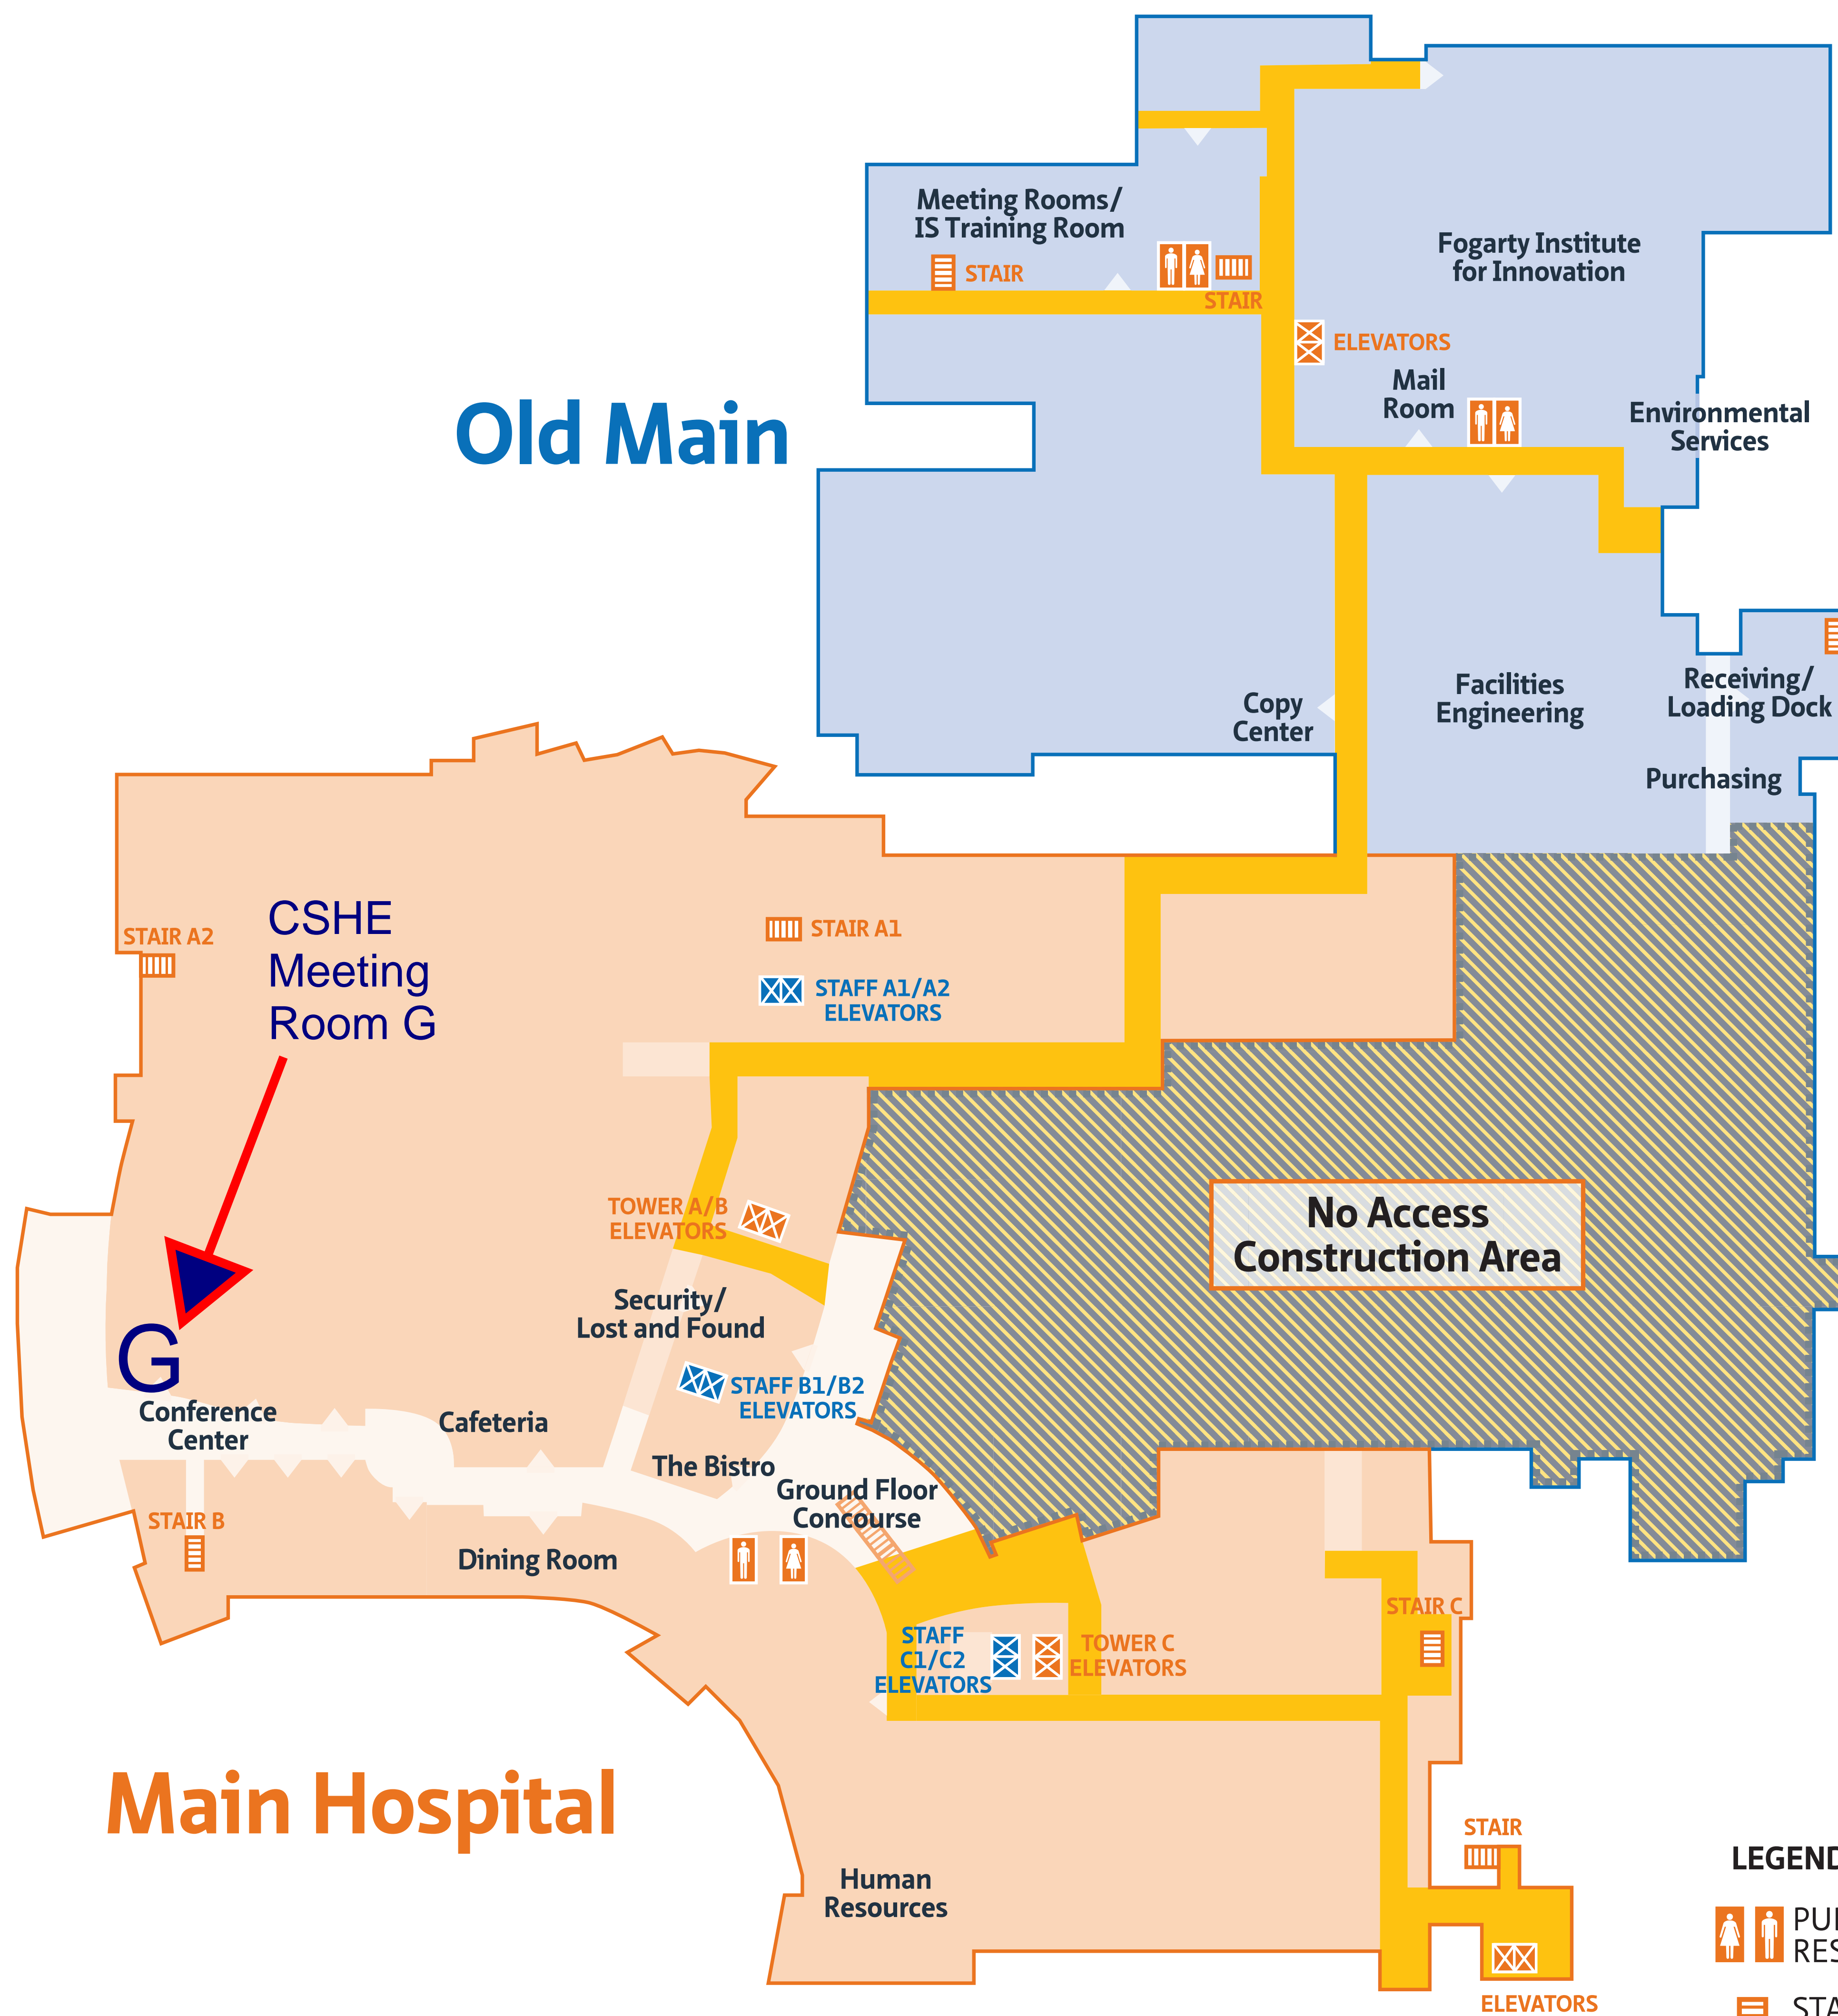 Meeting Rooms/
IS Training Room
STAIR
STAIR
Fogarty Institute
for Innovation
ELEVATORS
Mail
Room
Environmental
Services
Old Main
Copy
Center
Facilities
Engineering
Receiving/
Loading Dock
Purchasing
CSHE
Meeting
Room G
STAIR A2
STAIR A1
STAFF A1/A2
ELEVATORS
TOWER A/B
ELEVATORS
No Access
Construction Area
Security/
Lost and Found
G
STAFF B1/B2
ELEVATORS
Conference
Center
Cafeteria
The Bistro
Ground Floor
Concourse
STAIR B
Dining Room
STAIR C
STAFF
C1/C2
ELEVATORS
TOWER C
ELEVATORS
Main Hospital
Human
Resources
STAIR
ELEVATORS
LEGEND